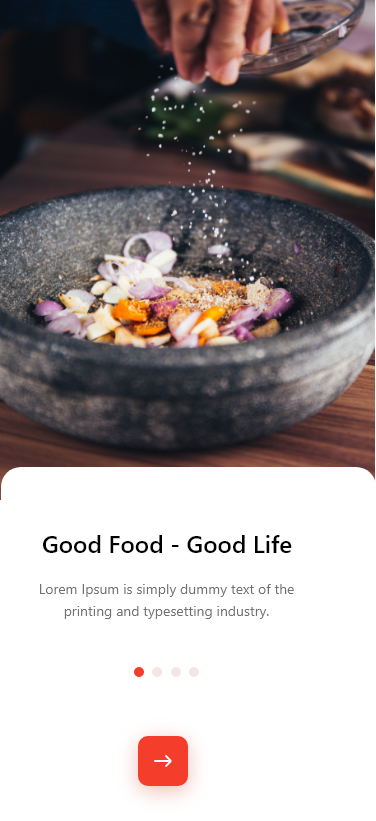 Good Food - Good Life
Lorem Ipsum is simply dummy text of the
printing and typesetting industry.